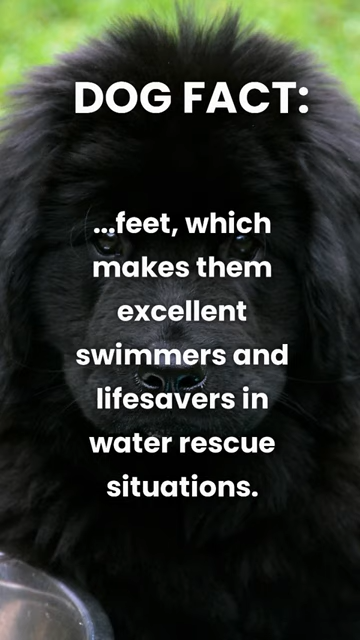 DOG FACT:
...feet, which
makes them
excellent
swimmers and
lifesavers in
water rescue
situations.